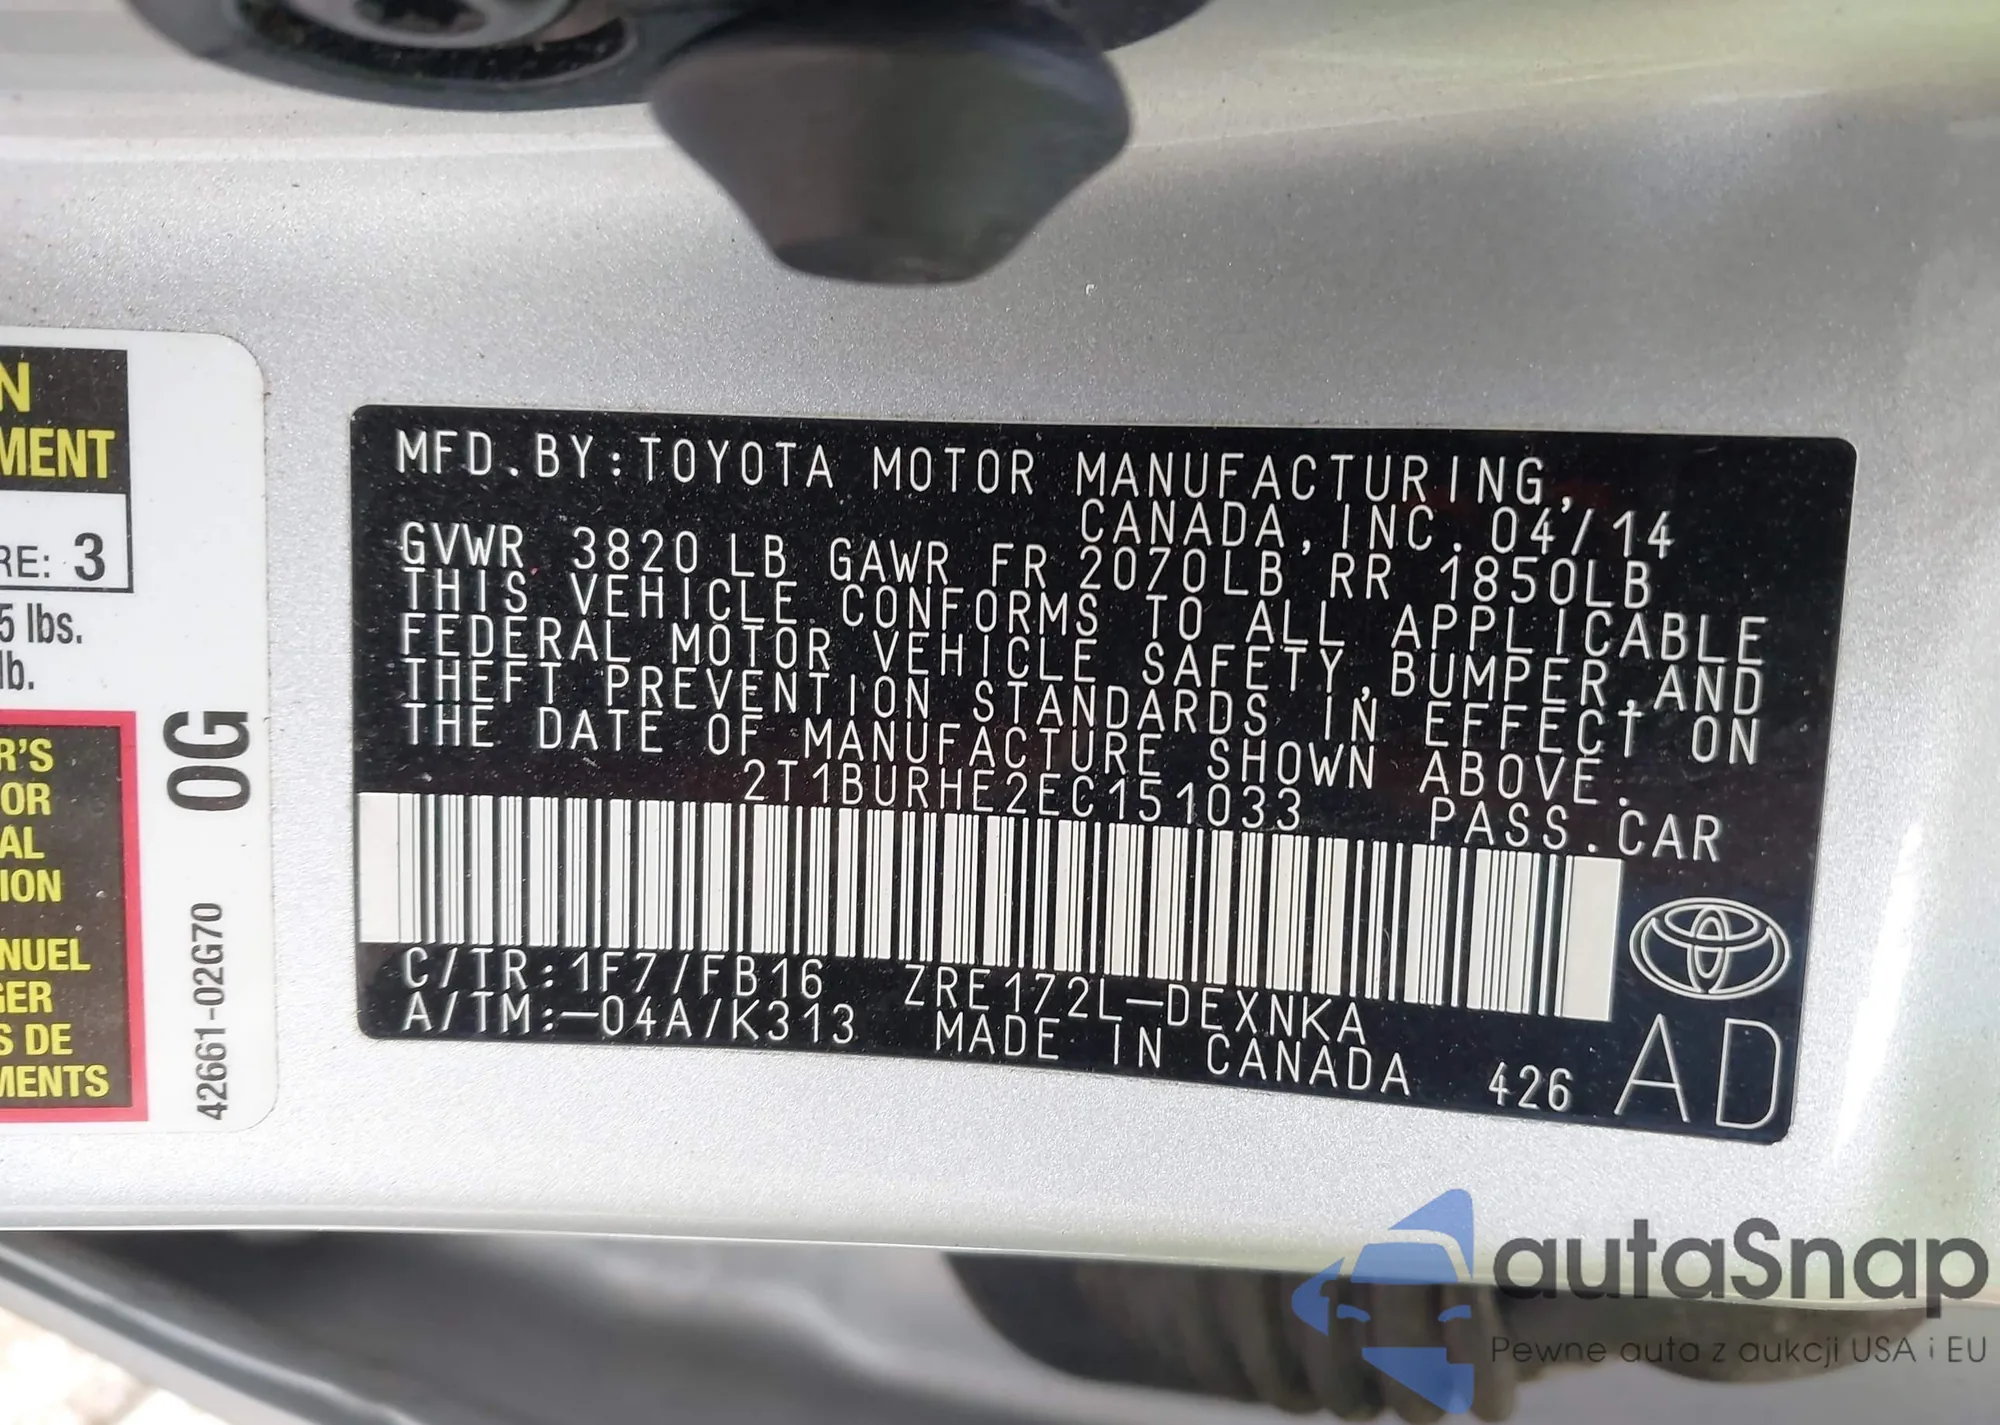 N
MENT
RE: 3
5 lbs.
lb.
R'S
OR
AL
ION
NUEL
GER
S DE
MENTS
0G
42661-02G70
MFD.BY:TOYOTA MOTOR MANUFACTURING,
CANADA,INC. 04/14
GVWR 3820 LB GAWR FR 2070LB RR 1850LB
THIS VEHICLE CONFORMS TO ALL APPLICABLE
FEDERAL MOTOR VEHICLE SAFETY,BUMPER,AND
THEFT PREVENTION STANDARDS IN EFFECT ON
THE DATE OF MANUFACTURE SHOWN ABOVE.
2T1BURHE2EC151033 PASS.CAR
C/TR:1F7/FB16 ZRE172L-DEXNKA
A/TM:-04A/K313 MADE IN CANADA 426 AD
autaSnap
Pewne auta z aukcji USA i EU